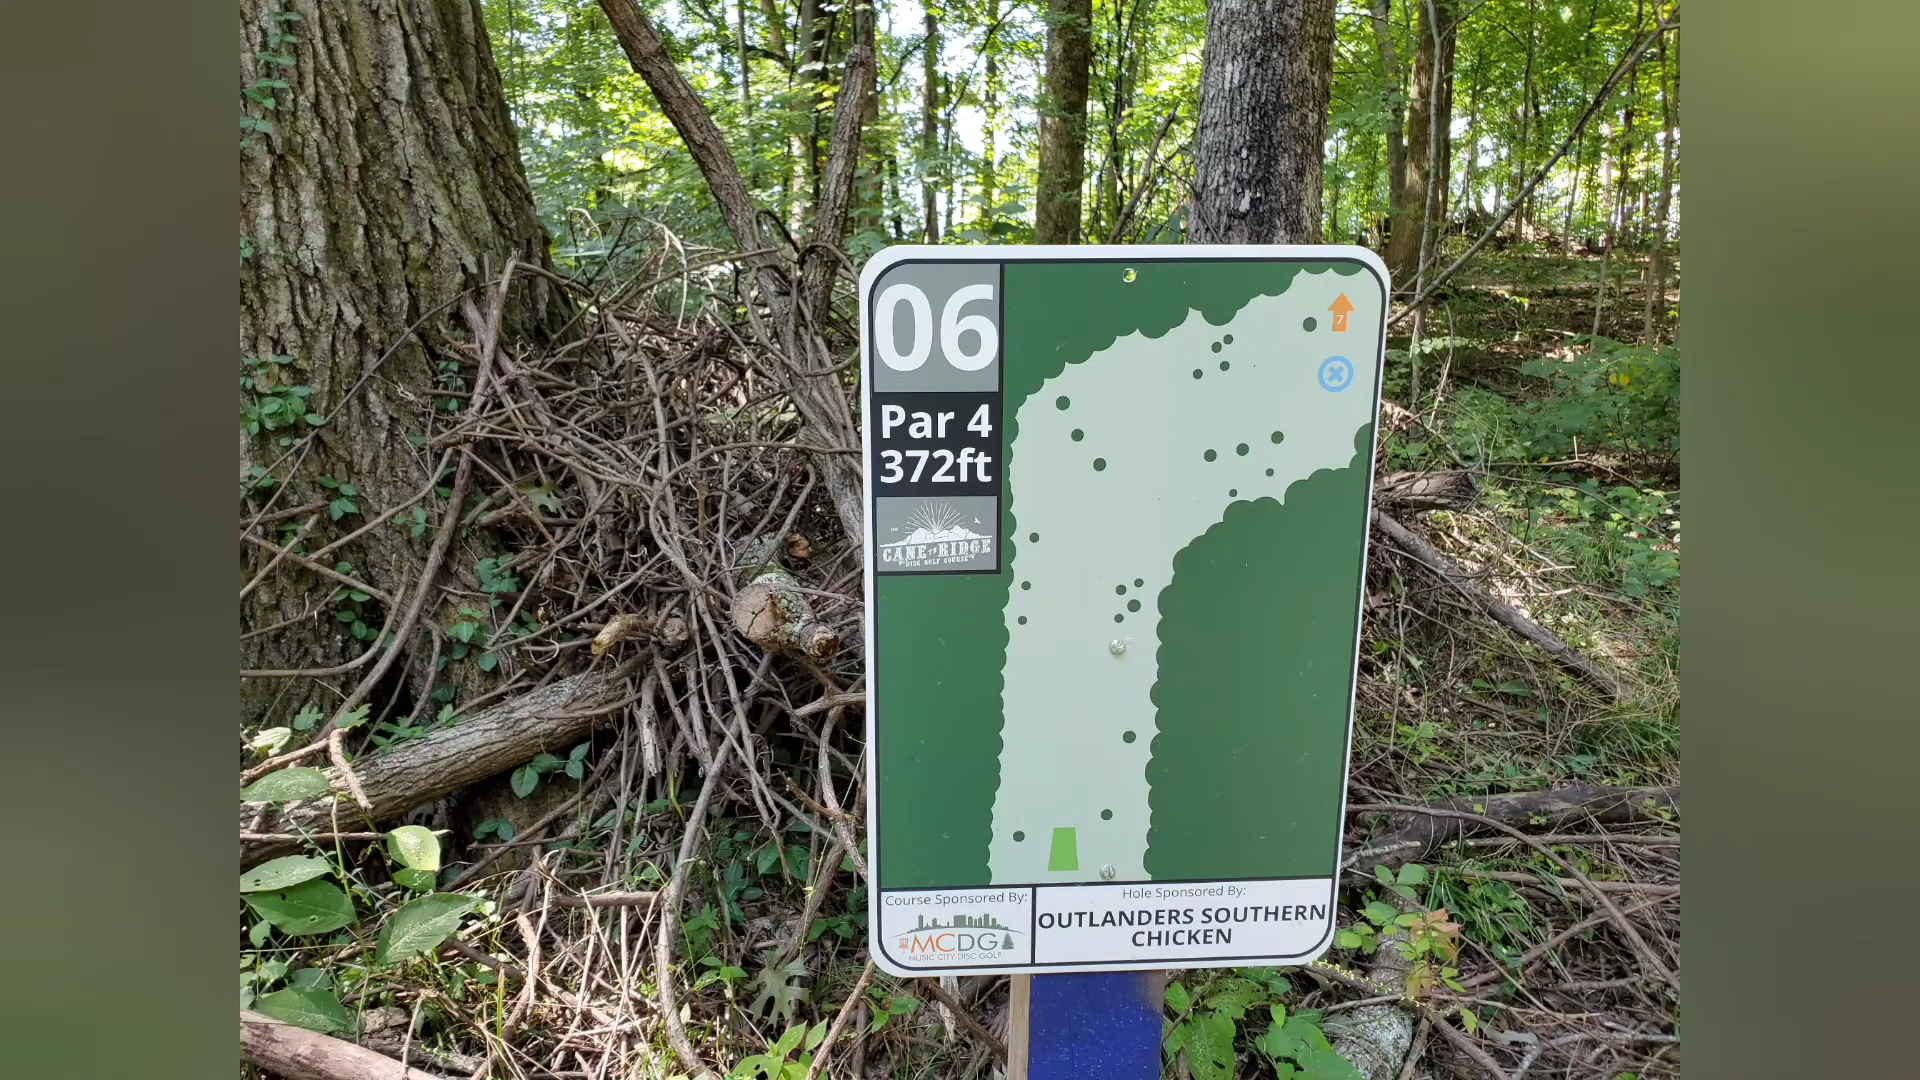 06
Par 4
372ft
CANE RIDGE
DISC GOLF COURSE
7
Course Sponsored By:
MCDG
MUSIC CITY DISC GOLF
Hole Sponsored By:
OUTLANDERS SOUTHERN
CHICKEN